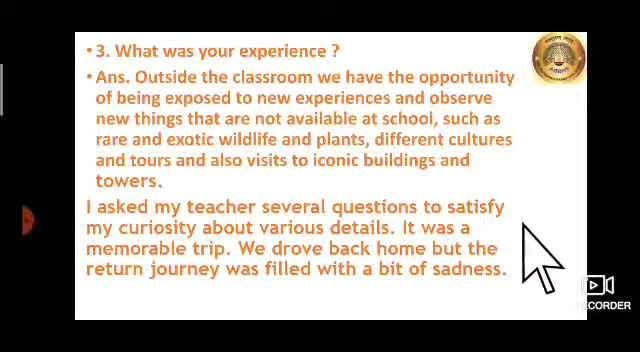 • 3. What was your experience ?
• Ans. Outside the classroom we have the opportunity
of being exposed to new experiences and observe
new things that are not available at school, such as
rare and exotic wildlife and plants, different cultures
and tours and also visits to iconic buildings and
towers.
I asked my teacher several questions to satisfy
my curiosity about various details. It was a
memorable trip. We drove back home but the
return journey was filled with a bit of sadness.